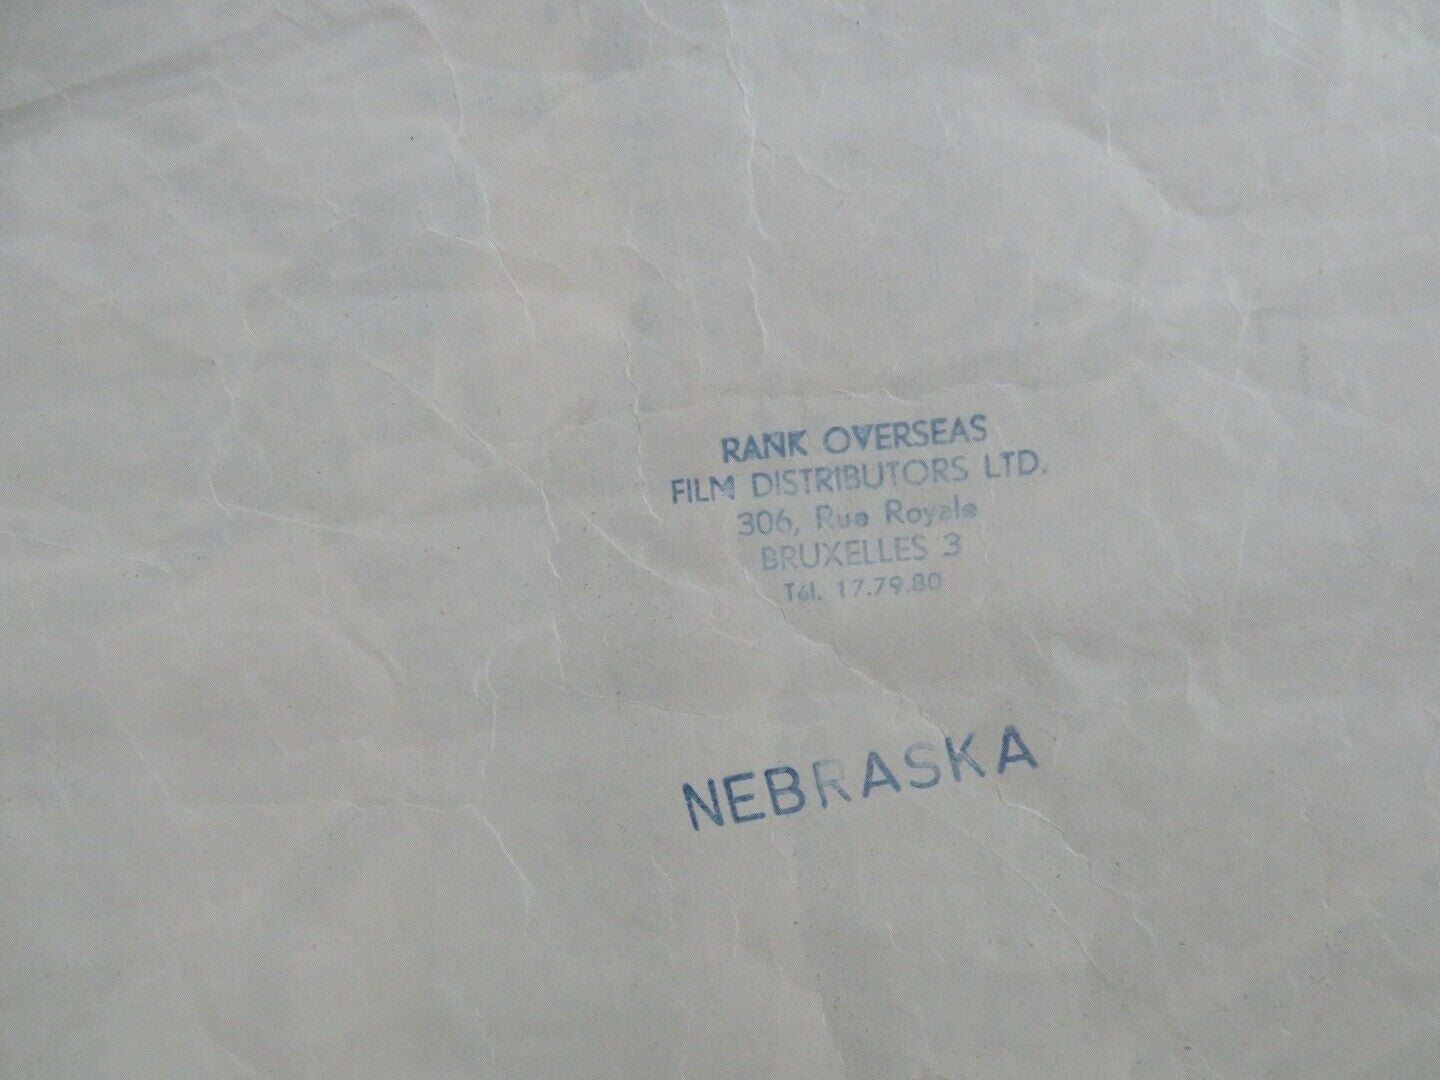 RANK OVERSEAS
FILM DISTRIBUTORS LTD.
306, Rue Royale
BRUXELLES 3
Tél. 17.79.80
NEBRASKA